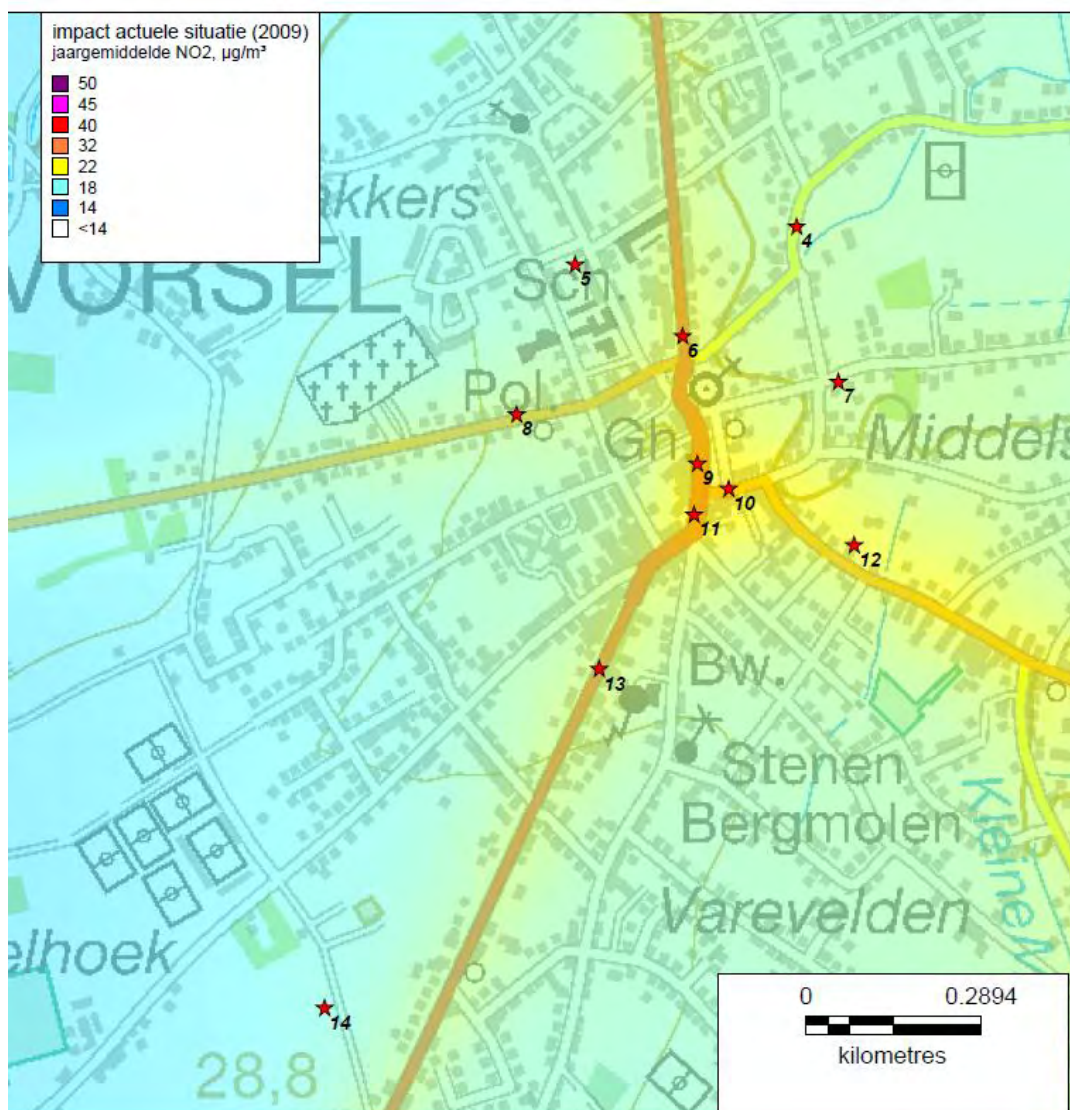 impact actuele situatie (2009)
jaargemiddelde NO2, µg/m³
50
45
40
32
22
18
14
<14
akkers
VORSEL
4
5
Sch.
6
7
Pol.
8
Gh.
Middels
9
10
11
12
13
Bw.
Stenen
Bergmolen
Kleine
Varevelden
elhoek
14
28,8
0 0.2894
kilometres